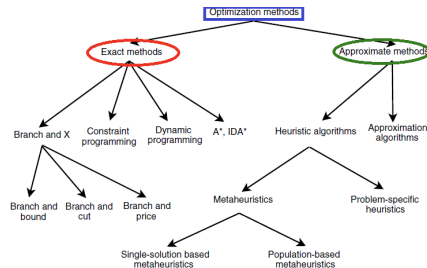 Optimization methods
Exact methods
Approximate methods
Branch and X
Constraint
programming
Dynamic
programming
A*, IDA*
Heuristic algorithms
Approximation
algorithms
Branch and
bound
Branch and
cut
Branch and
price
Metaheuristics
Problem-specific
heuristics
Single-solution based
metaheuristics
Population-based
metaheuristics